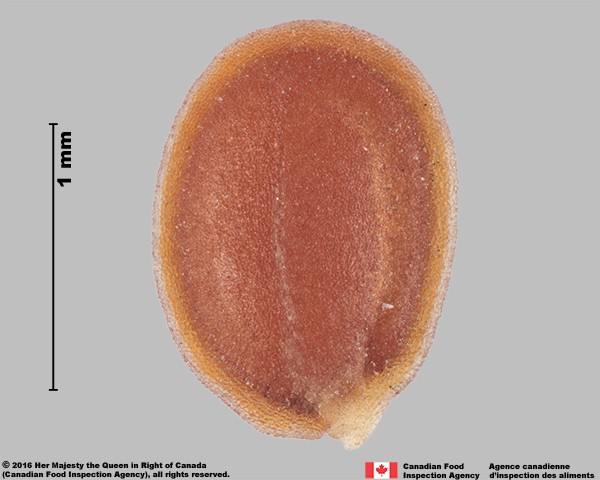 1 mm
© 2016 Her Majesty the Queen in Right of Canada
(Canadian Food Inspection Agency), all rights reserved.
Canadian Food
Inspection Agency
Agence canadienne
d'inspection des aliments